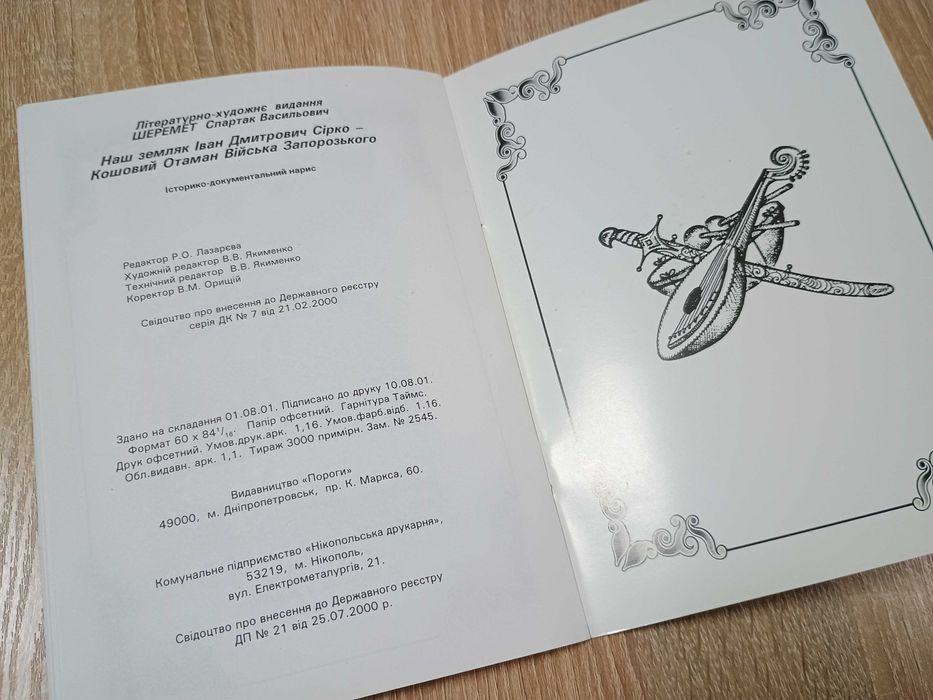 Літературно-художнє видання
ШЕРЕМЕТ Спартак Васильович
Наш земляк Іван Дмитрович Сірко –
Кошовий Отаман Війська Запорозького
Історико-документальний нарис
Редактор Р.О. Лазарєва
Художній редактор В.В. Якименко
Технічний редактор В.В. Якименко
Коректор В.М. Орищій
Свідоцтво про внесення до Державного реєстру
серія ДК № 7 від 21.02.2000
Здано на складання 01.08.01. Підписано до друку 10.08.01.
Формат 60 х 84¹/₁₆. Папір офсетний. Гарнітура Таймс.
Друк офсетний. Умов.друк.арк. 1,16. Умов.фарб.відб. 1.16.
Обл.видавн. арк. 1,1. Тираж 3000 примірн. Зам. № 2545.
Видавництво «Пороги»
49000, м. Дніпропетровськ, пр. К. Маркса, 60.
Комунальне підприємство «Нікопольська друкарня»,
53219, м. Нікополь,
вул. Електрометалургів, 21.
Свідоцтво про внесення до Державного реєстру
ДП № 21 від 25.07.2000 р.